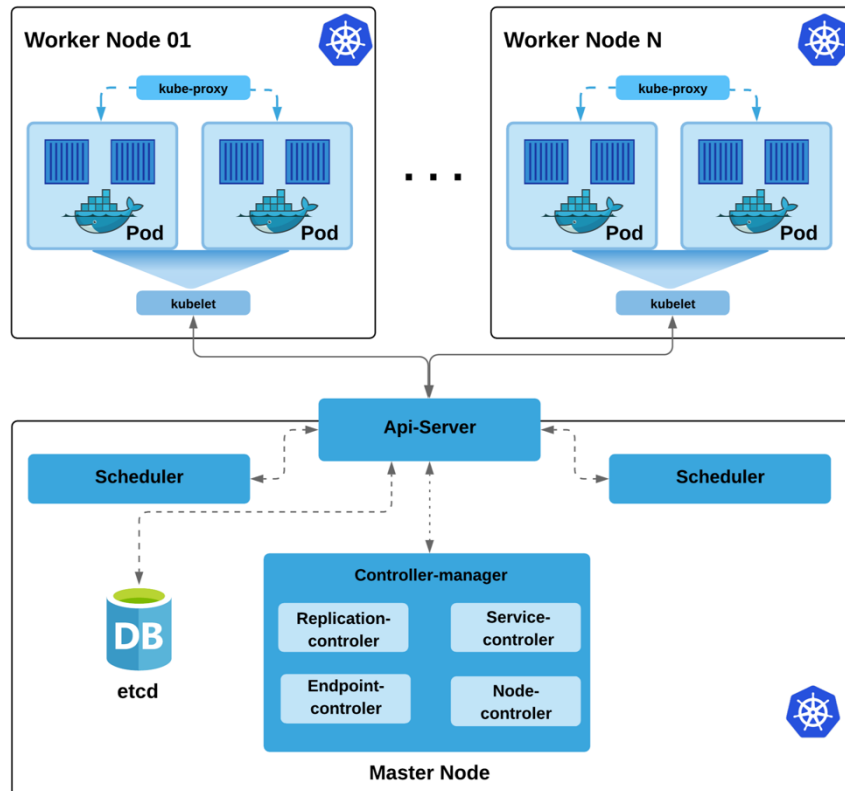 Worker Node 01
kube-proxy
Pod
Pod
kubelet
. . .
Worker Node N
kube-proxy
Pod
Pod
kubelet
Api-Server
Scheduler
Scheduler
Controller-manager
Replication-
controler
Service-
controler
Endpoint-
controler
Node-
controler
DB
etcd
Master Node